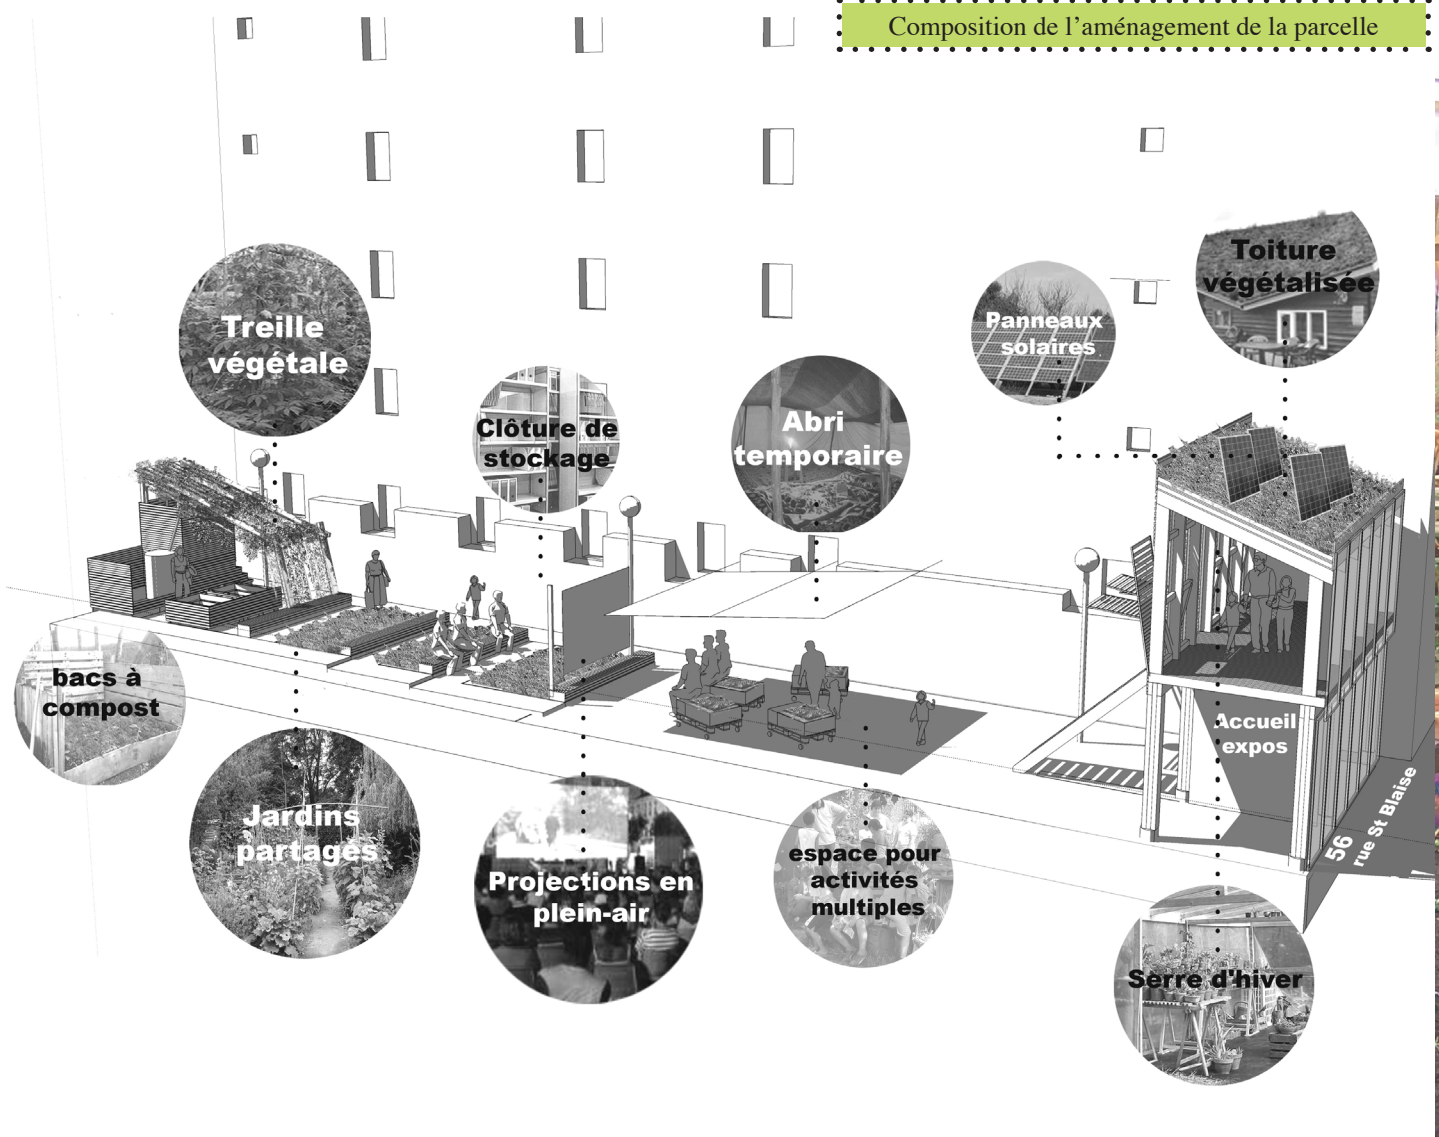 Composition de l'aménagement de la parcelle
Toiture
végétalisée
Panneaux
solaires
Treille
végétale
Clôture de
stockage
Abri
temporaire
bacs à
compost
Jardins
partagés
Projections en
plein-air
espace pour
activités
multiples
Accueil
expos
56
rue St Blaise
Serre d'hiver